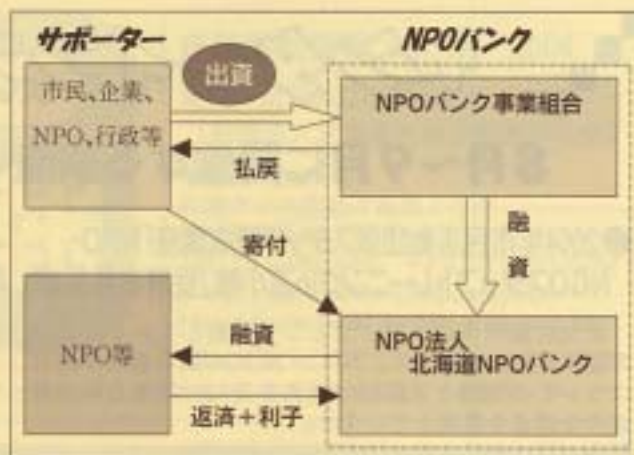 サポーター
NPOバンク
出資
市民、企業、
NPO、行政等
NPOバンク事業組合
払戻
寄付
融
資
NPO等
融資
NPO法人
北海道NPOバンク
返済+利子